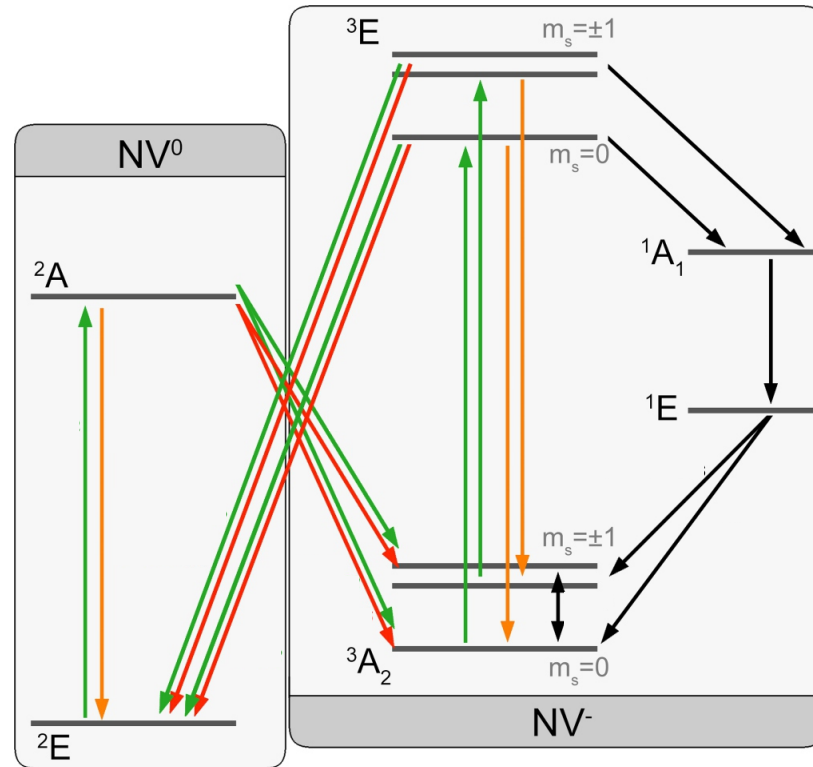 ³E
mₛ=±1
NV⁰
mₛ=0
²A
¹A₁
¹E
mₛ=±1
³A₂
mₛ=0
²E
NV⁻